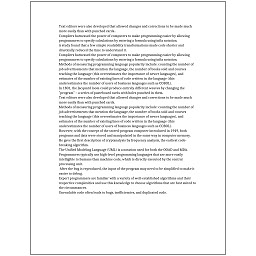 Text editors were also developed that allowed changes and corrections to be made much
more easily than with punched cards.
Compilers harnessed the power of computers to make programming easier by allowing
programmers to specify calculations by entering a formula using infix notation.
A study found that a few simple readability transformations made code shorter and
drastically reduced the time to understand it.
Compilers harnessed the power of computers to make programming easier by allowing
programmers to specify calculations by entering a formula using infix notation.
Methods of measuring programming language popularity include: counting the number of
job advertisements that mention the language, the number of books sold and courses
teaching the language (this overestimates the importance of newer languages), and
estimates of the number of existing lines of code written in the language (this
underestimates the number of users of business languages such as COBOL).
In 1801, the Jacquard loom could produce entirely different weaves by changing the
"program" - a series of pasteboard cards with holes punched in them.
Text editors were also developed that allowed changes and corrections to be made much
more easily than with punched cards.
Methods of measuring programming language popularity include: counting the number of
job advertisements that mention the language, the number of books sold and courses
teaching the language (this overestimates the importance of newer languages), and
estimates of the number of existing lines of code written in the language (this
underestimates the number of users of business languages such as COBOL).
However, with the concept of the stored-program computer introduced in 1949, both
programs and data were stored and manipulated in the same way in computer memory.
He gave the first description of cryptanalysis by frequency analysis, the earliest code-
breaking algorithm.
The Unified Modeling Language (UML) is a notation used for both the OOAD and MDA.
Programmers typically use high-level programming languages that are more easily
intelligible to humans than machine code, which is directly executed by the central
processing unit.
After the bug is reproduced, the input of the program may need to be simplified to make it
easier to debug.
Expert programmers are familiar with a variety of well-established algorithms and their
respective complexities and use this knowledge to choose algorithms that are best suited to
the circumstances.
Unreadable code often leads to bugs, inefficiencies, and duplicated code.